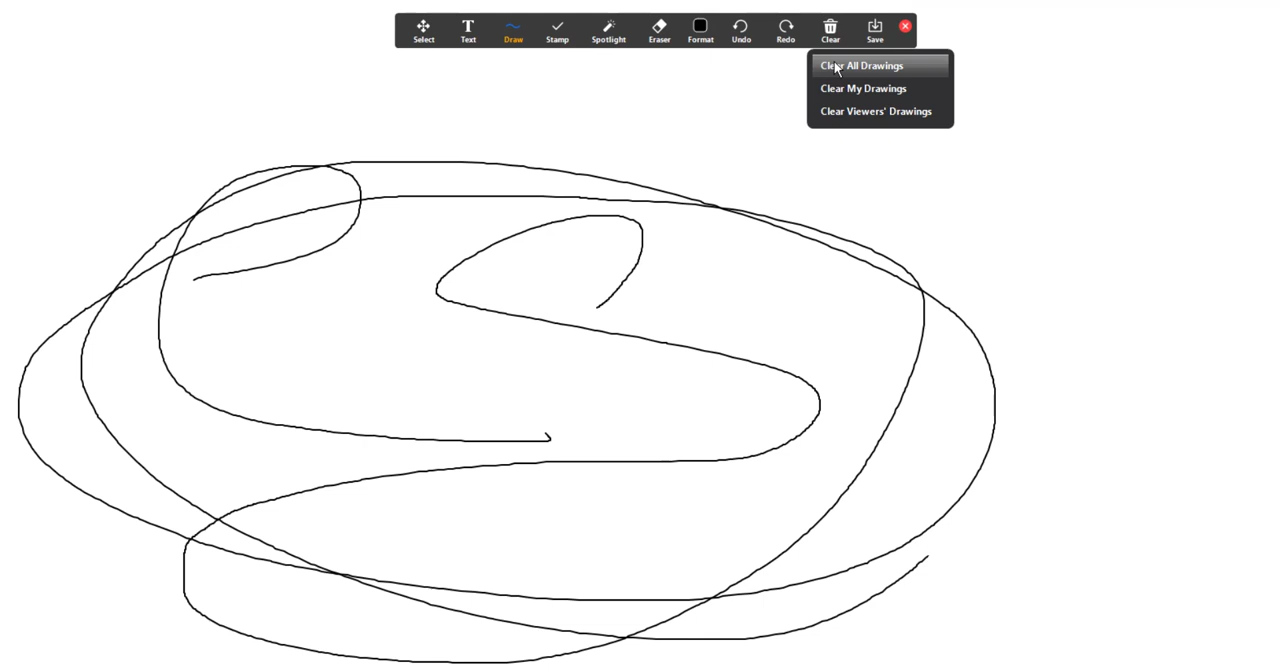 Select Text Draw Stamp Spotlight Eraser Format Undo Redo Clear Save
Clear All Drawings
Clear My Drawings
Clear Viewers' Drawings